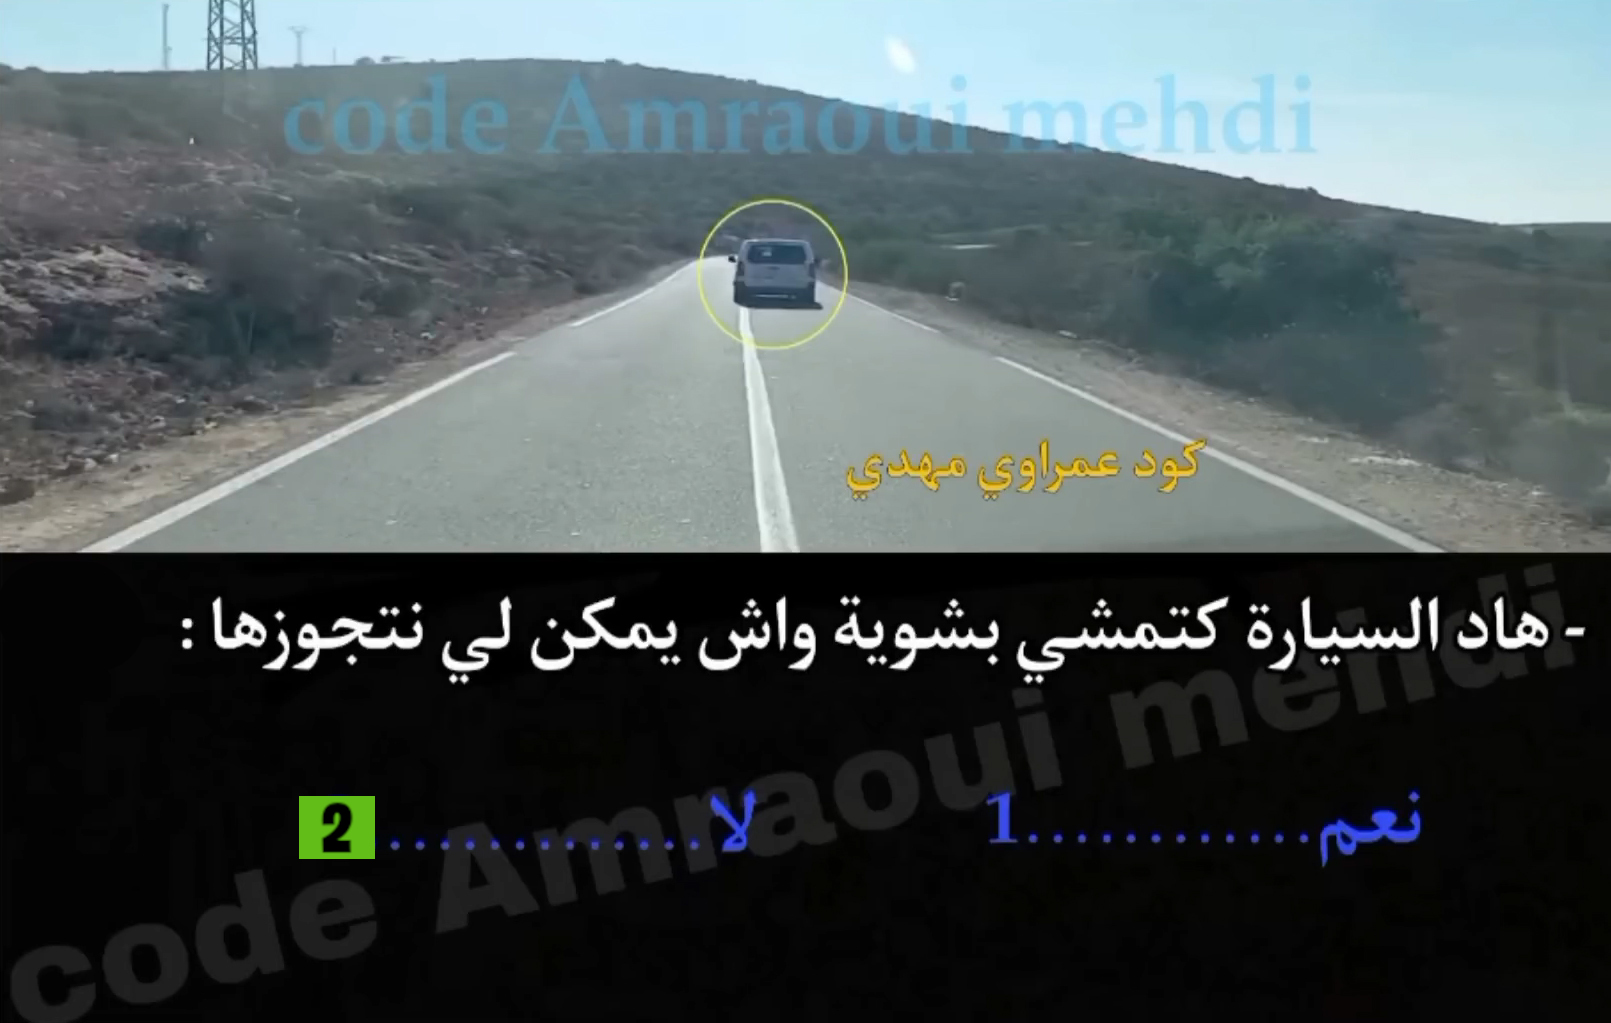 code Amraoui mehdi
كود عمراوي مهدي
- هاد السيارة كتمشي بشوية واش يمكن لي نتجوزها :
نعم............1 لا.............2
code Amraoui mehdi